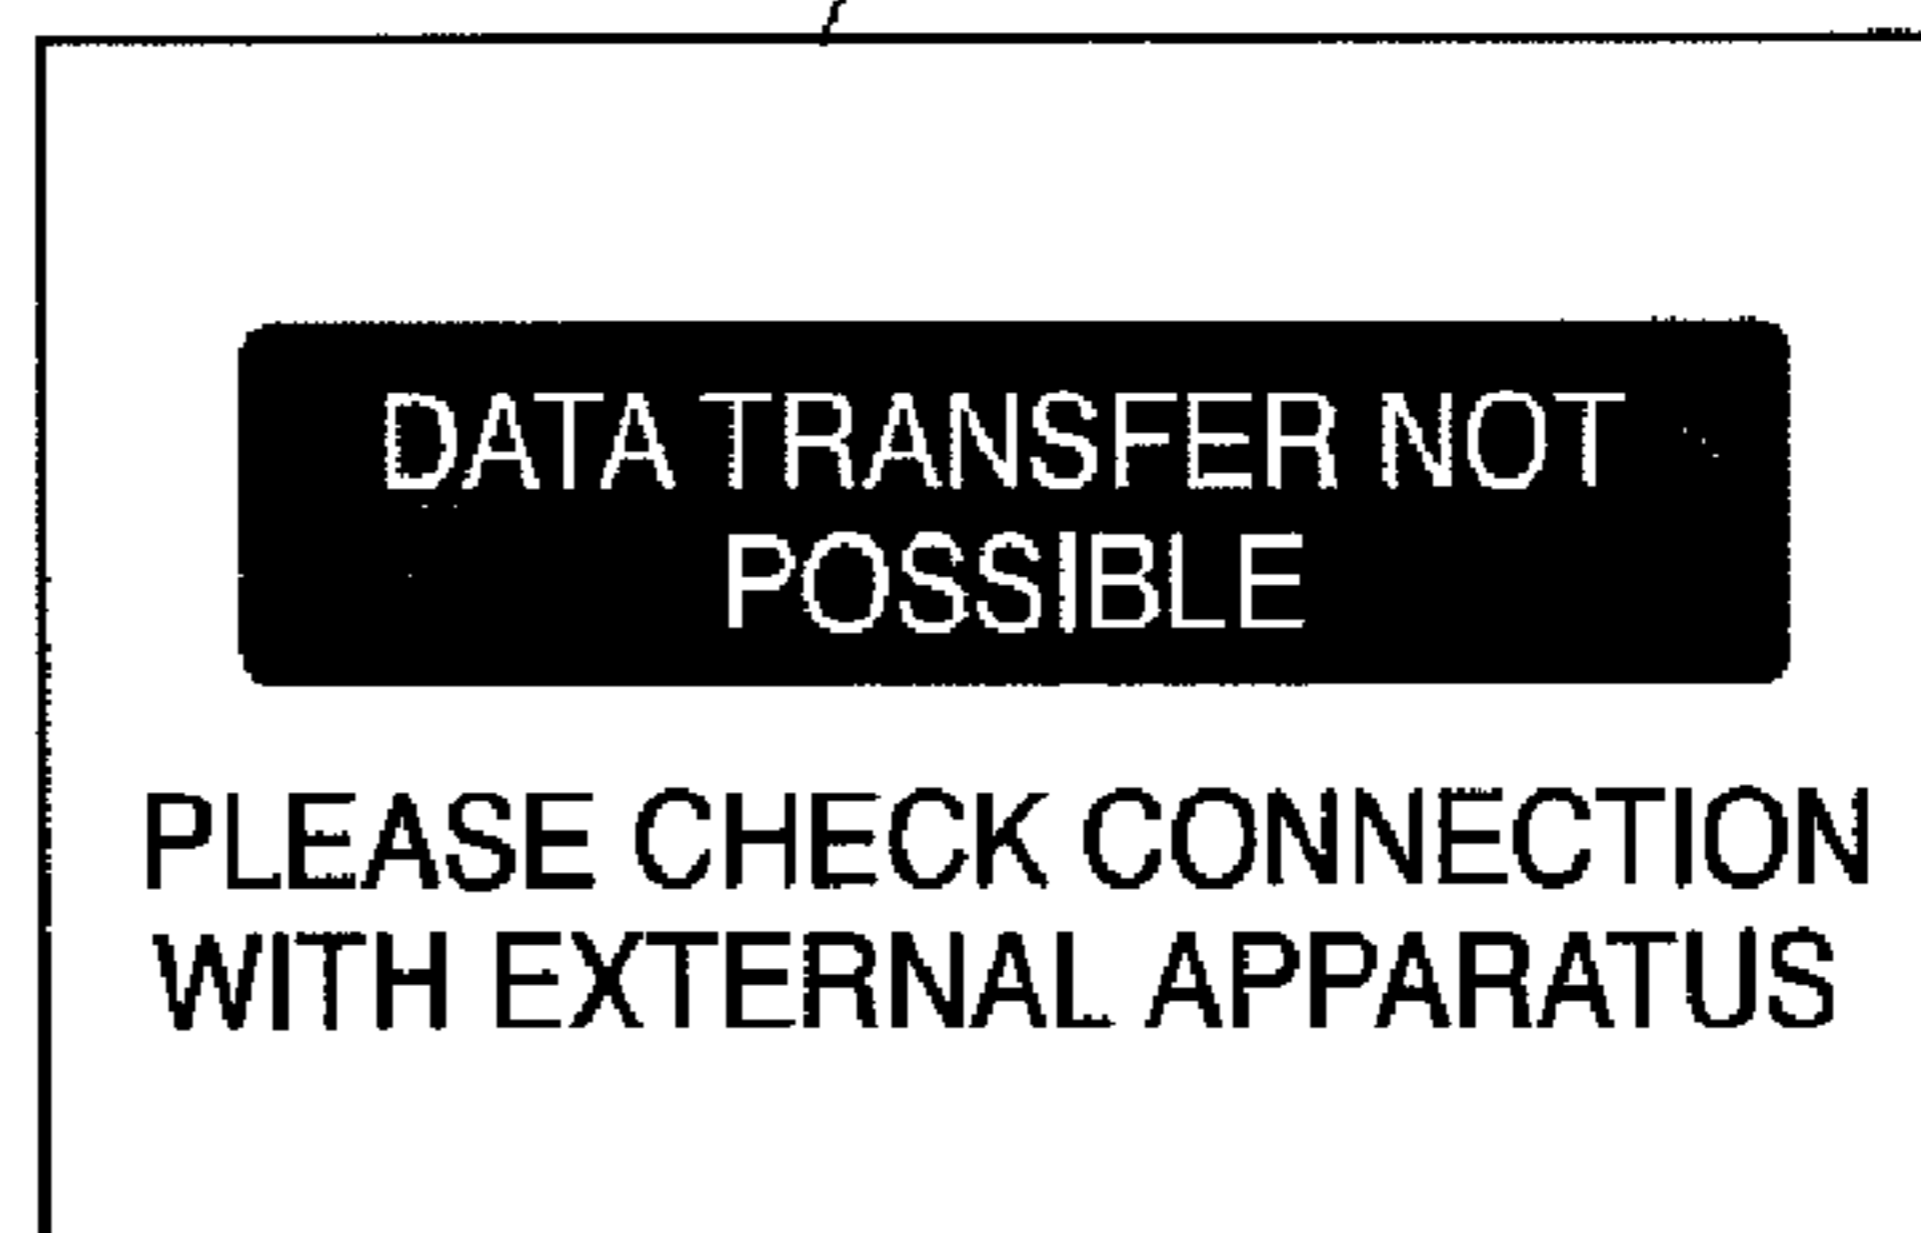 DATA TRANSFER NOT
POSSIBLE
PLEASE CHECK CONNECTION
WITH EXTERNAL APPARATUS